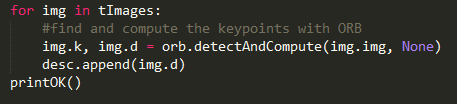 for img in tImages:
    #find and compute the keypoints with ORB
    img.k, img.d = orb.detectAndCompute(img.img, None)
    desc.append(img.d)
printOK()